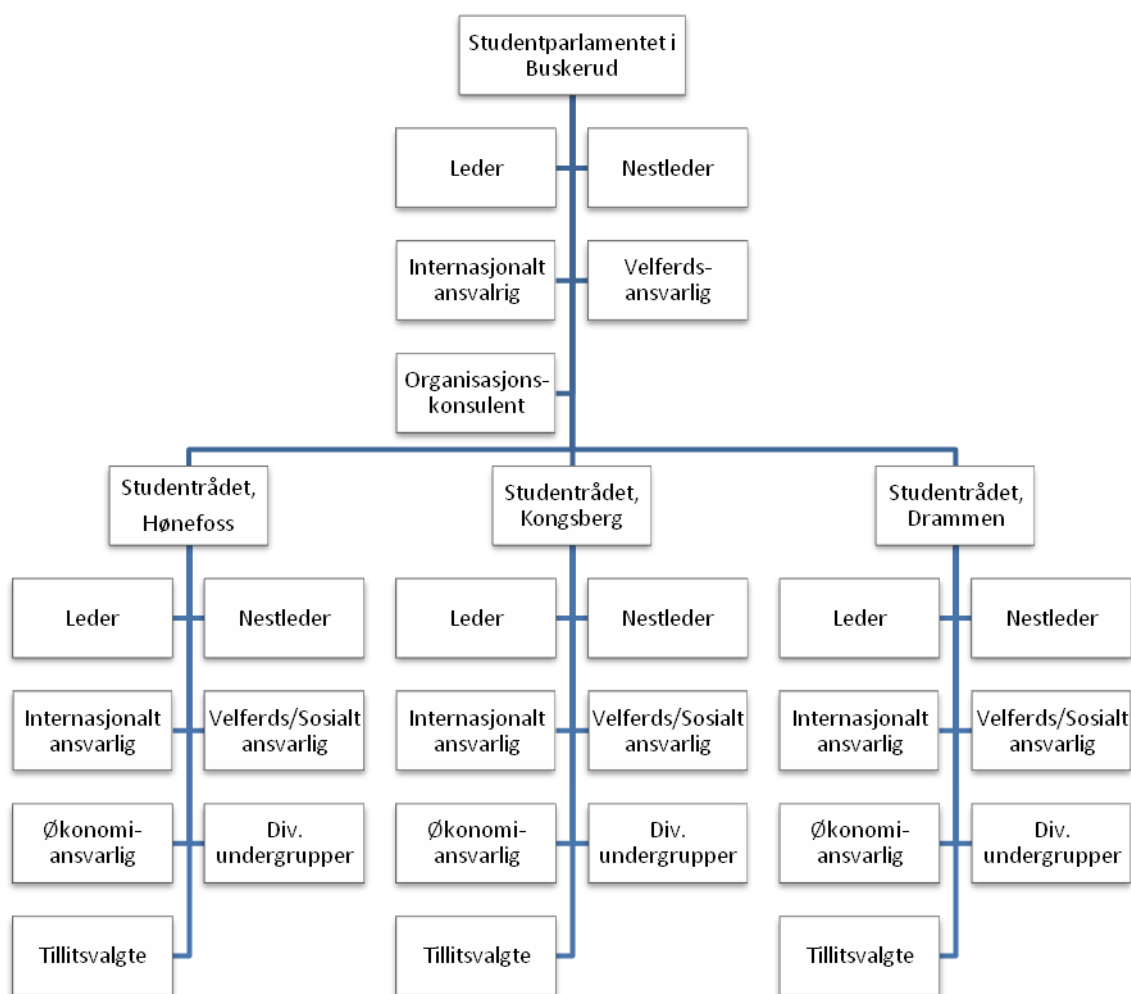 Studentparlamentet i
Buskerud
Leder
Nestleder
Internasjonalt
ansvalrig
Velferds-
ansvarlig
Organisasjons-
konsulent
Studentrådet,
Hønefoss
Leder
Nestleder
Internasjonalt
ansvarlig
Velferds/Sosialt
ansvarlig
Økonomi-
ansvarlig
Div.
undergrupper
Tillitsvalgte
Studentrådet,
Kongsberg
Leder
Nestleder
Internasjonalt
ansvarlig
Velferds/Sosialt
ansvarlig
Økonomi-
ansvarlig
Div.
undergrupper
Tillitsvalgte
Studentrådet,
Drammen
Leder
Nestleder
Internasjonalt
ansvarlig
Velferds/Sosialt
ansvarlig
Økonomi-
ansvarlig
Div.
undergrupper
Tillitsvalgte